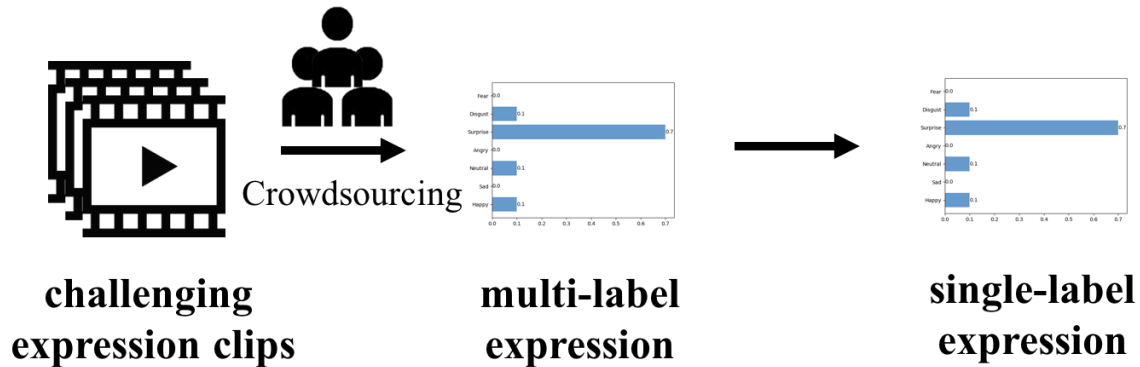 Crowdsourcing
Fear 0.0
Disgust 0.1
Surprise 0.7
Angry 0.0
Neutral 0.1
Sad 0.0
Happy 0.1
0.0 0.1 0.2 0.3 0.4 0.5 0.6 0.7
Fear 0.0
Disgust 0.1
Surprise 0.7
Angry 0.0
Neutral 0.1
Sad 0.0
Happy 0.1
0.0 0.1 0.2 0.3 0.4 0.5 0.6 0.7
challenging
expression clips
multi-label
expression
single-label
expression